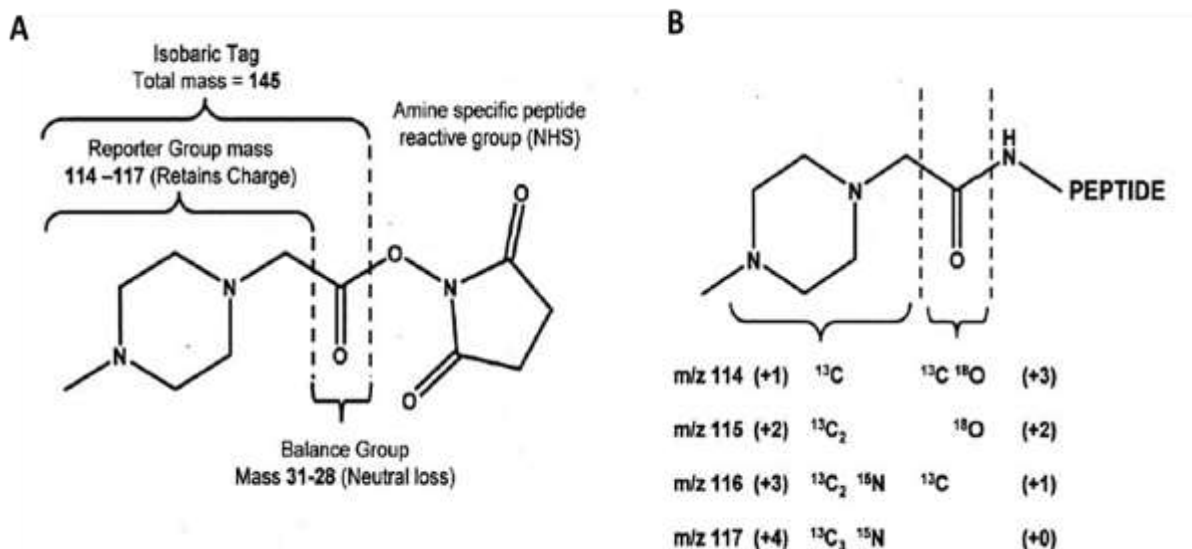 A
Isobaric Tag
Total mass = 145
Reporter Group mass
114 –117 (Retains Charge)
Amine specific peptide
reactive group (NHS)
N
N
O
O
N
O
O
Balance Group
Mass 31-28 (Neutral loss)
B
N
N
O
H
N
PEPTIDE
m/z 114 (+1) ¹³C ¹³C ¹⁸O (+3)
m/z 115 (+2) ¹³C₂ ¹⁸O (+2)
m/z 116 (+3) ¹³C₂ ¹⁵N ¹³C (+1)
m/z 117 (+4) ¹³C₃ ¹⁵N (+0)